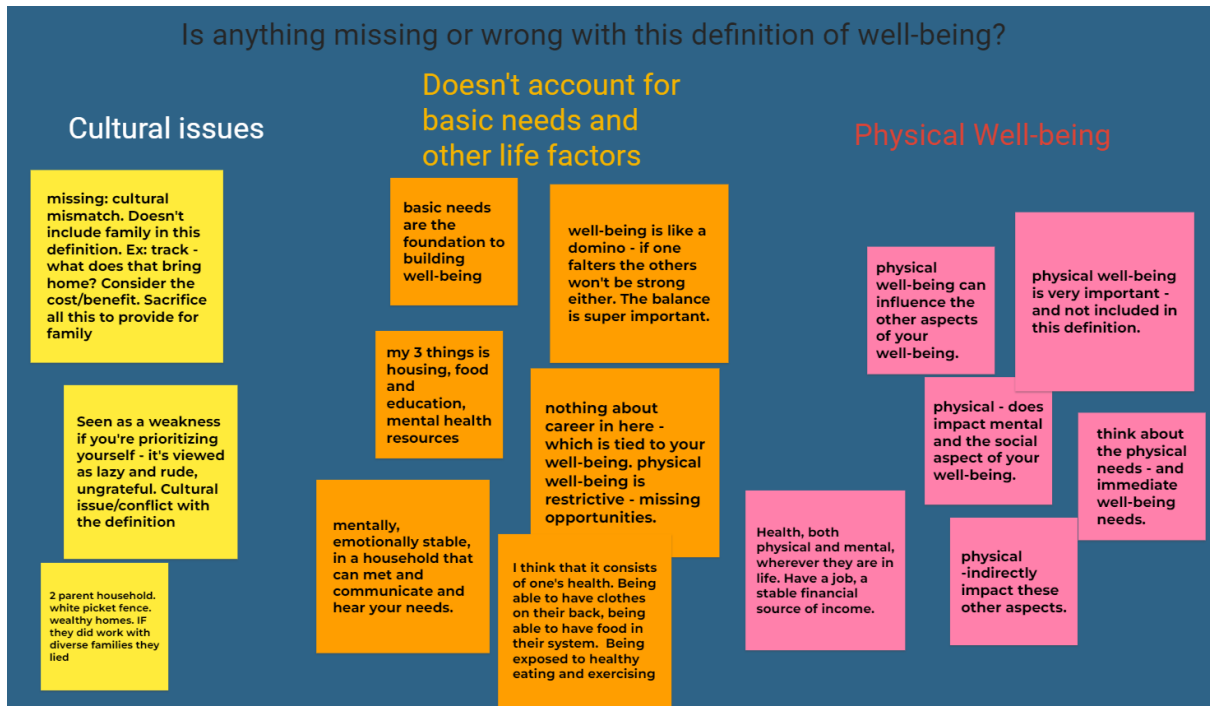 Is anything missing or wrong with this definition of well-being?
Cultural issues
missing: cultural
mismatch. Doesn't
include family in this
definition. Ex: track -
what does that bring
home? Consider the
cost/benefit. Sacrifice
all this to provide for
family
Seen as a weakness
if you're prioritizing
yourself - it's viewed
as lazy and rude,
ungrateful. Cultural
issue/conflict with
the definition
2 parent household.
white picket fence.
wealthy homes. IF
they did work with
diverse families they
lied
Doesn't account for
basic needs and
other life factors
basic needs
are the
foundation to
building
well-being
well-being is like a
domino - if one
falters the others
won't be strong
either. The balance
is super important.
my 3 things is
housing, food
and
education,
mental health
resources
nothing about
career in here -
which is tied to your
well-being. physical
well-being is
restrictive - missing
opportunities.
mentally,
emotionally stable,
in a household that
can met and
communicate and
hear your needs.
I think that it consists
of one's health. Being
able to have clothes
on their back, being
able to have food in
their system. Being
exposed to healthy
eating and exercising
Physical Well-being
physical
well-being can
influence the
other aspects
of your
well-being.
physical well-being
is very important -
and not included in
this definition.
physical - does
impact mental
and the social
aspect of your
well-being.
think about
the physical
needs - and
immediate
well-being
needs.
Health, both
physical and mental,
wherever they are in
life. Have a job, a
stable financial
source of income.
physical
-indirectly
impact these
other aspects.